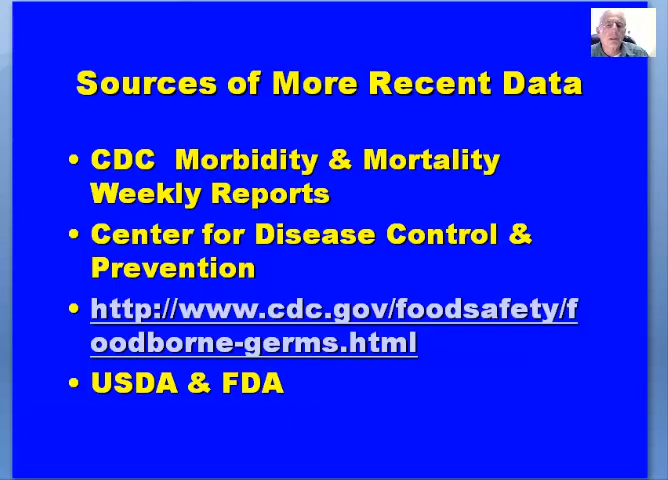 Sources of More Recent Data
• CDC  Morbidity & Mortality
Weekly Reports
• Center for Disease Control &
Prevention
• http://www.cdc.gov/foodsafety/f
oodborne-germs.html
• USDA & FDA